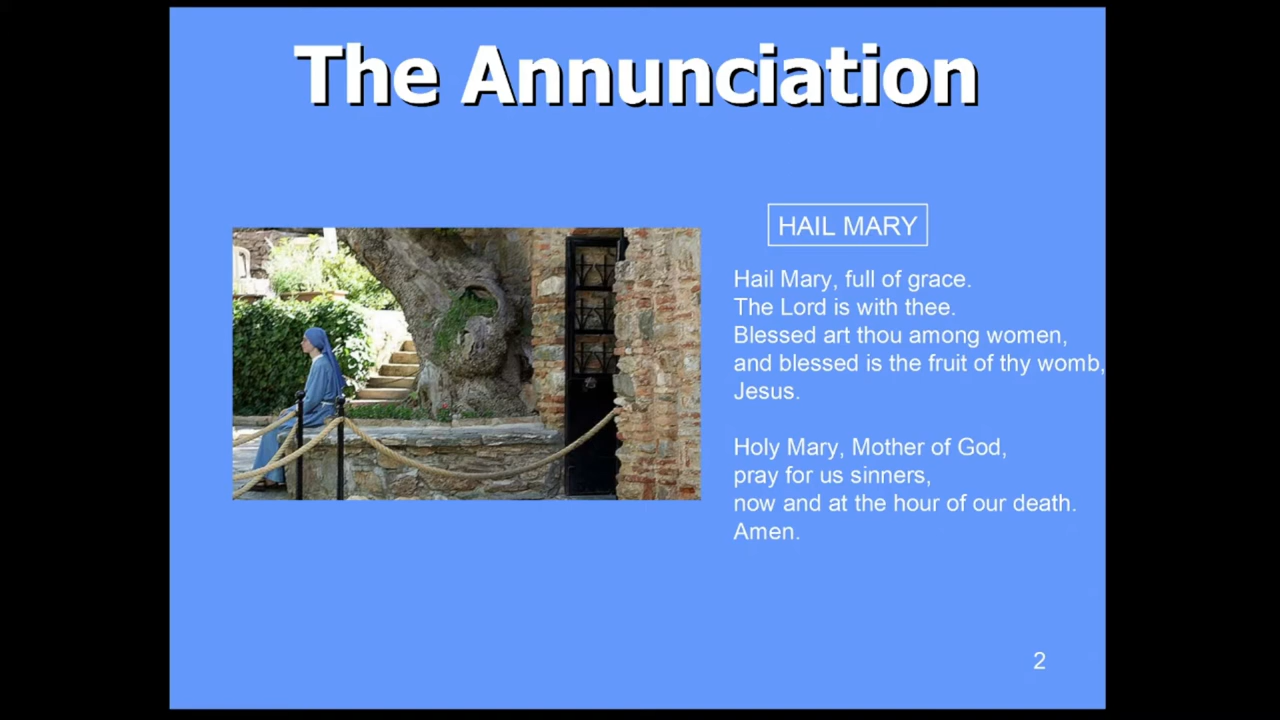 The Annunciation
HAIL MARY
Hail Mary, full of grace.
The Lord is with thee.
Blessed art thou among women,
and blessed is the fruit of thy womb,
Jesus.
Holy Mary, Mother of God,
pray for us sinners,
now and at the hour of our death.
Amen.
2